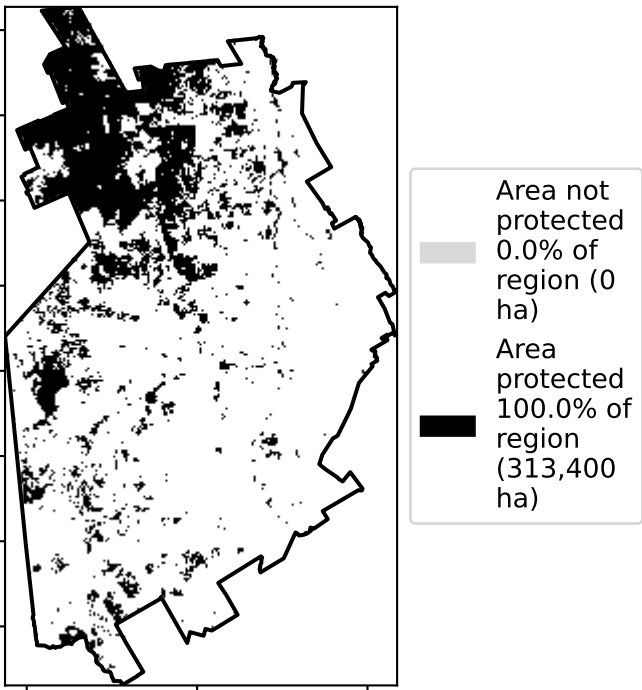 Area not
protected
0.0% of
region (0
ha)
Area
protected
100.0% of
region
(313,400
ha)